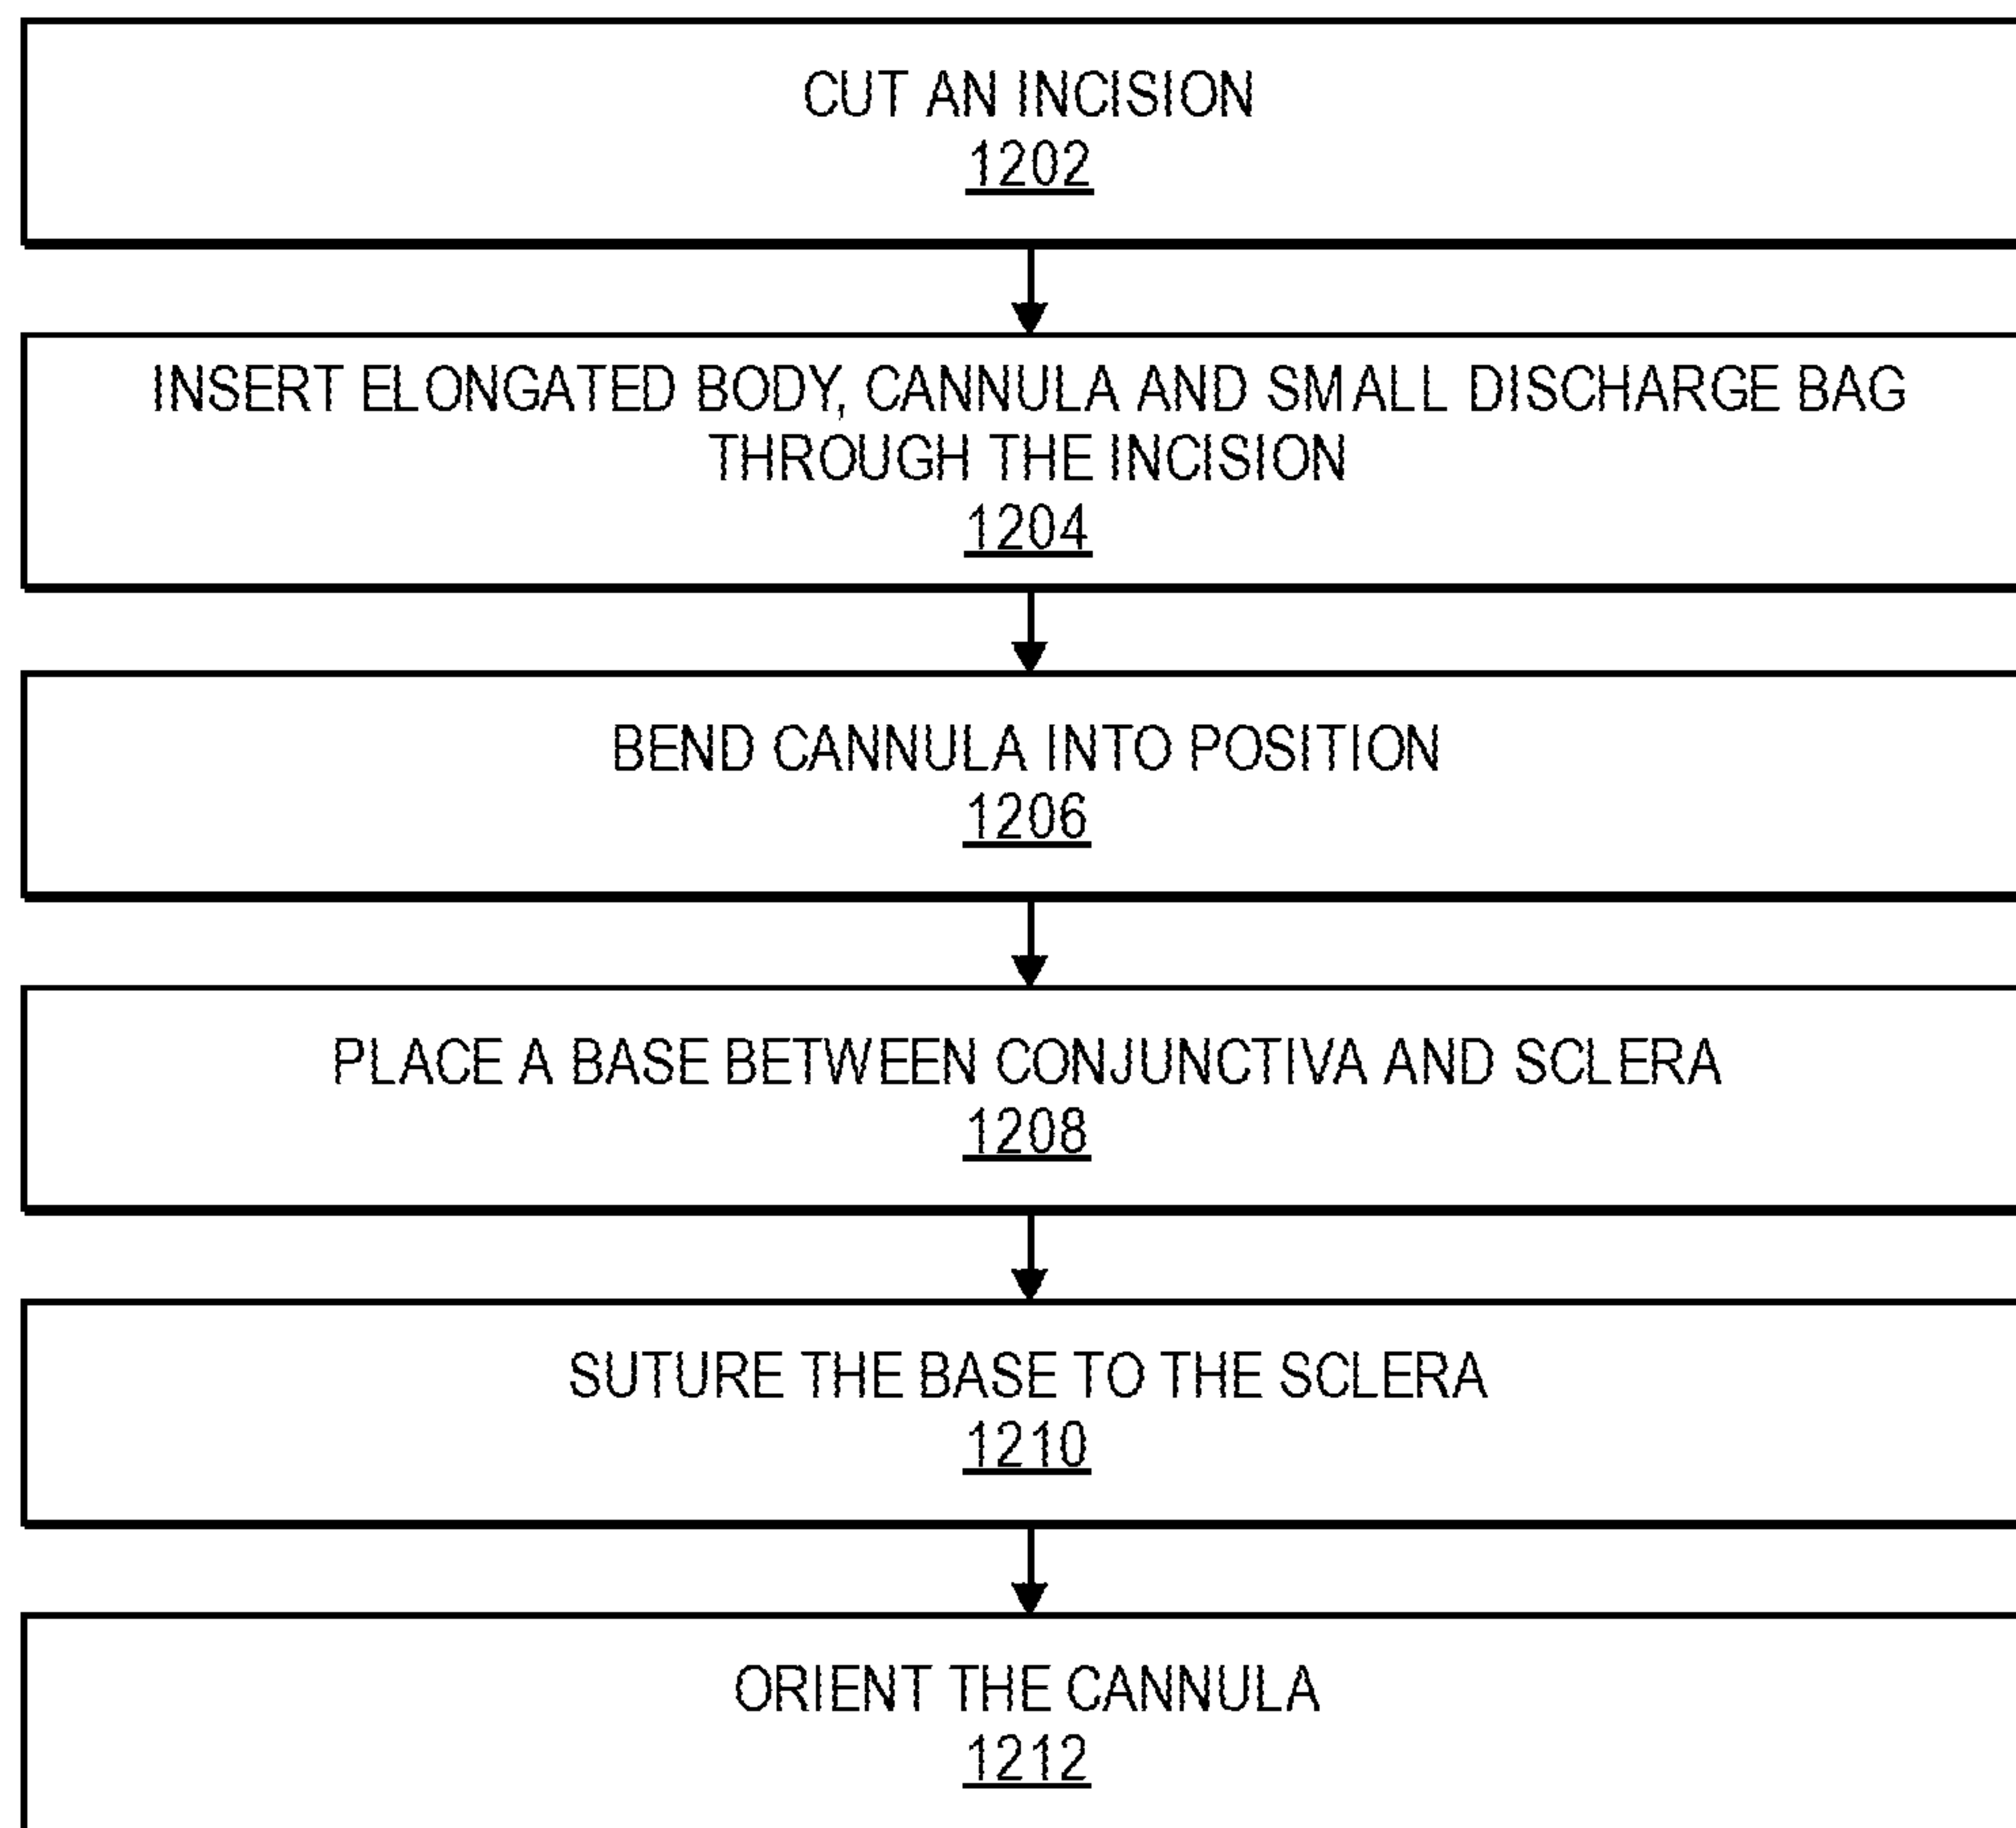 CUT AN INCISION
1202
INSERT ELONGATED BODY, CANNULA AND SMALL DISCHARGE BAG
THROUGH THE INCISION
1204
BEND CANNULA INTO POSITION
1206
PLACE A BASE BETWEEN CONJUNCTIVA AND SCLERA
1208
SUTURE THE BASE TO THE SCLERA
1210
ORIENT THE CANNULA
1212